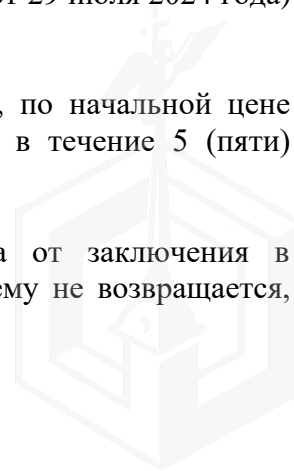 от 29 июля 2024 года)
, по начальной цене
в течение 5 (пяти)
а от заключения в
ему не возвращается,